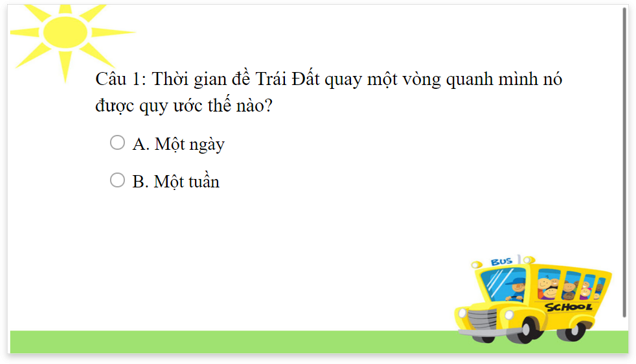 Câu 1: Thời gian đề Trái Đất quay một vòng quanh mình nó
được quy ước thế nào?
A. Một ngày
B. Một tuần
BUS
SCHOOL